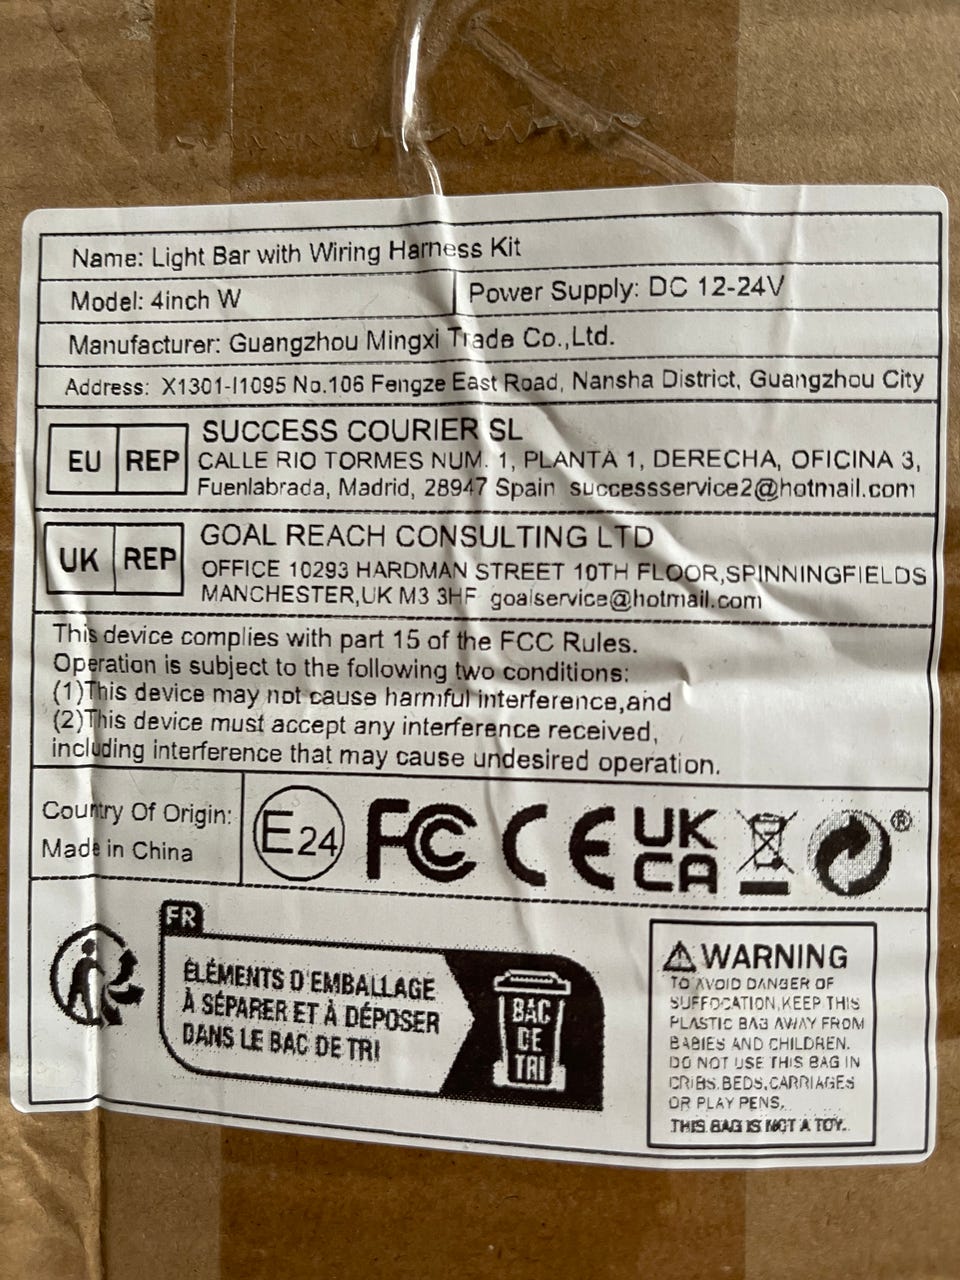 Name: Light Bar with Wiring Harness Kit
Model: 4inch W
Power Supply: DC 12-24V
Manufacturer: Guangzhou Mingxi Trade Co.,Ltd.
Address: X1301-I1095 No.106 Fengze East Road, Nansha District, Guangzhou City
EU REP
SUCCESS COURIER SL
CALLE RIO TORMES NUM. 1, PLANTA 1, DERECHA, OFICINA 3,
Fuenlabrada, Madrid, 28947 Spain successservice2@hotmail.com
UK REP
GOAL REACH CONSULTING LTD
OFFICE 10293 HARDMAN STREET 10TH FLOOR,SPINNINGFIELDS
MANCHESTER,UK M3 3HF goalservice@hotmail.com
This device complies with part 15 of the FCC Rules.
Operation is subject to the following two conditions:
(1)This device may not cause harmful interference,and
(2)This device must accept any interference received,
including interference that may cause undesired operation.
Country Of Origin:
Made in China
E24 FC CE UK
CA
®
FR
ÉLÉMENTS D'EMBALLAGE
À SÉPARER ET À DÉPOSER
DANS LE BAC DE TRI
BAC
DE
TRI
WARNING
TO AVOID DANGER OF
SUFFOCATION,KEEP THIS
PLASTIC BAG AWAY FROM
BABIES AND CHILDREN.
DO NOT USE THIS BAG IN
CRIBS.BEDS,CARRIAGES
OR PLAY PENS.
THIS BAG IS NOT A TOY.